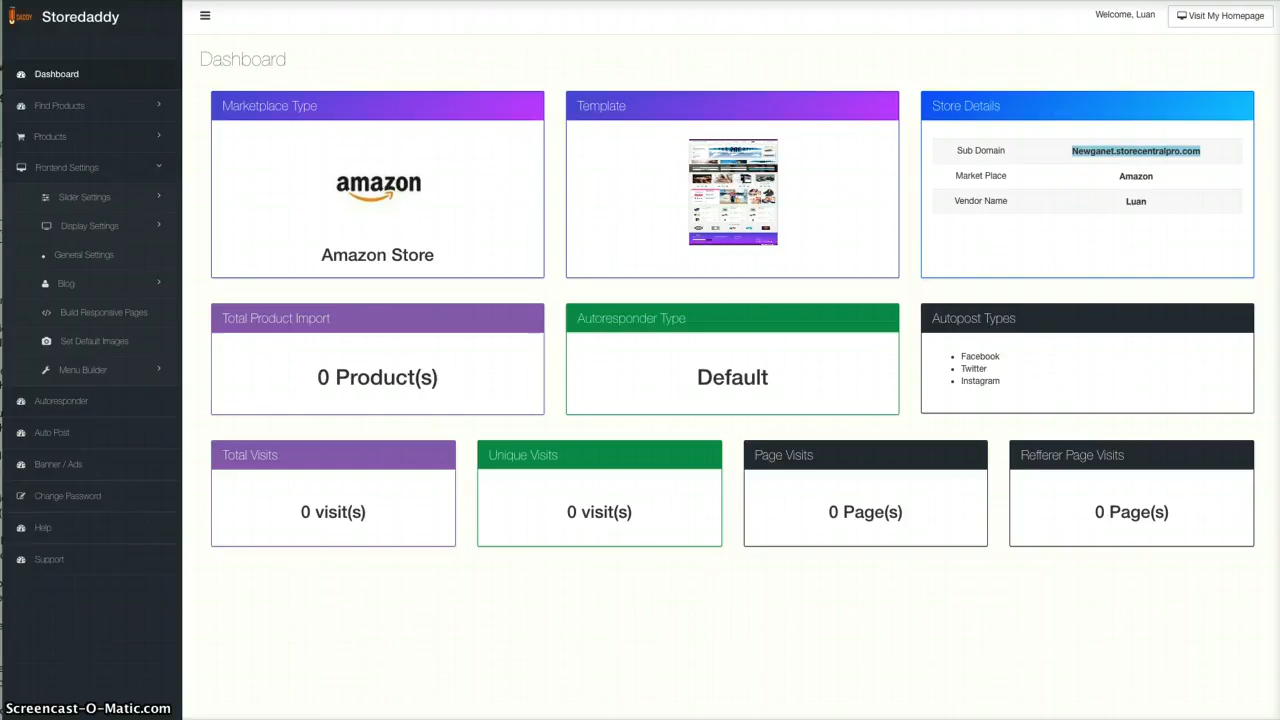 DADDY Storedaddy
Welcome, Luan
Visit My Homepage
Dashboard
Find Products
Products
Frontend Settings
Slider Settings
Display Settings
General Settings
Blog
Build Responsive Pages
Set Default Images
Menu Builder
Autoresponder
Auto Post
Banner / Ads
Change Password
Help
Support
Dashboard
Marketplace Type
amazon
Amazon Store
Template
Store Details
Sub Domain Newganet.storecentralpro.com
Market Place Amazon
Vendor Name Luan
Total Product Import
0 Product(s)
Autoresponder Type
Default
Autopost Types
Facebook
Twitter
Instagram
Total Visits
0 visit(s)
Unique Visits
0 visit(s)
Page Visits
0 Page(s)
Refferer Page Visits
0 Page(s)
Screencast-O-Matic.com